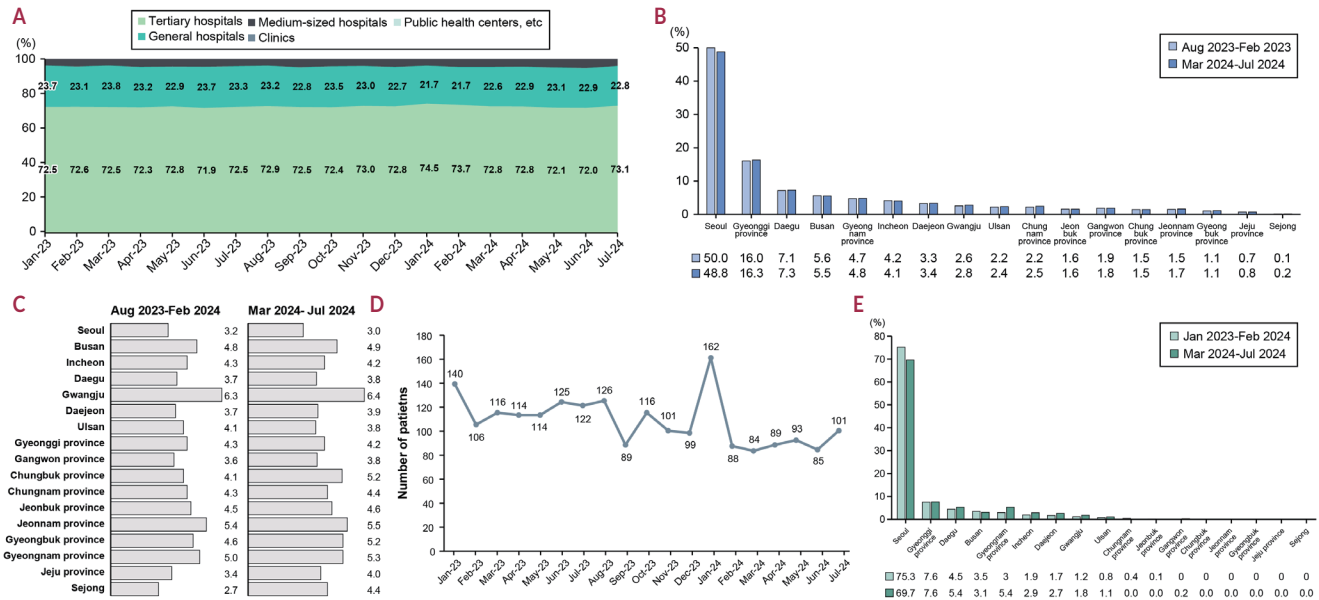 A
Tertiary hospitals
Medium-sized hospitals
Public health centers, etc
General hospitals
Clinics
(%)
100
80
60
40
20
0
23.7 23.1 23.8 23.2 22.9 23.7 23.3 23.2 22.8 23.5 23.0 22.7 21.7 21.7 22.6 22.9 23.1 22.9 22.8
72.5 72.6 72.5 72.3 72.8 71.9 72.5 72.9 72.5 72.4 73.0 72.8 74.5 73.7 72.8 72.8 72.1 72.0 73.1
Jan-23 Feb-23 Mar-23 Apr-23 May-23 Jun-23 Jul-23 Aug-23 Sep-23 Oct-23 Nov-23 Dec-23 Jan-24 Feb-24 Mar-24 Apr-24 May-24 Jun-24 Jul-24
B
(%)
Aug 2023-Feb 2023
Mar 2024-Jul 2024
50
40
30
20
10
0
Seoul Gyeonggi province Daegu Busan Gyeong nam province Incheon Daejeon Gwangju Ulsan Chung nam province Jeon buk province Gangwon province Chung buk province Jeonnam province Gyeong buk province Jeju province Sejong
50.0 16.0 7.1 5.6 4.7 4.2 3.3 2.6 2.2 2.2 1.6 1.9 1.5 1.5 1.1 0.7 0.1
48.8 16.3 7.3 5.5 4.8 4.1 3.4 2.8 2.4 2.5 1.6 1.8 1.5 1.7 1.1 0.8 0.2
C
Aug 2023-Feb 2024 Mar 2024- Jul 2024
Seoul 3.2 3.0
Busan 4.8 4.9
Incheon 4.3 4.2
Daegu 3.7 3.8
Gwangju 6.3 6.4
Daejeon 3.7 3.9
Ulsan 4.1 3.8
Gyeonggi province 4.3 4.2
Gangwon province 3.6 3.8
Chungbuk province 4.1 5.2
Chungnam province 4.3 4.4
Jeonbuk province 4.5 4.6
Jeonnam province 5.4 5.5
Gyeongbuk province 4.6 5.2
Gyeongnam province 5.0 5.3
Jeju province 3.4 4.0
Sejong 2.7 4.4
D
Number of patietns
180
160
140
120
100
80
60
40
20
0
140 106 116 114 114 125 122 126 89 116 101 99 162 88 84 89 93 85 101
Jan-23 Feb-23 Mar-23 Apr-23 May-23 Jun-23 Jul-23 Aug-23 Sep-23 Oct-23 Nov-23 Dec-23 Jan-24 Feb-24 Mar-24 Apr-24 May-24 Jun-24 Jul-24
E
(%)
Jan 2023-Feb 2024
Mar 2024-Jul 2024
80
70
60
50
40
30
20
10
0
Seoul Gyeonggi province Daegu Busan Gyeongnam province Incheon Daejeon Gwangju Ulsan Chungnam province Jeonbuk province Gangwon province Chungbuk province Jeonnam province Gyeongbuk province Jeju province Sejong
75.3 7.6 4.5 3.5 3 1.9 1.7 1.2 0.8 0.4 0.1 0 0 0 0 0 0
69.7 7.6 5.4 3.1 5.4 2.9 2.7 1.8 1.1 0.0 0.0 0.2 0.0 0.0 0.0 0.0 0.0